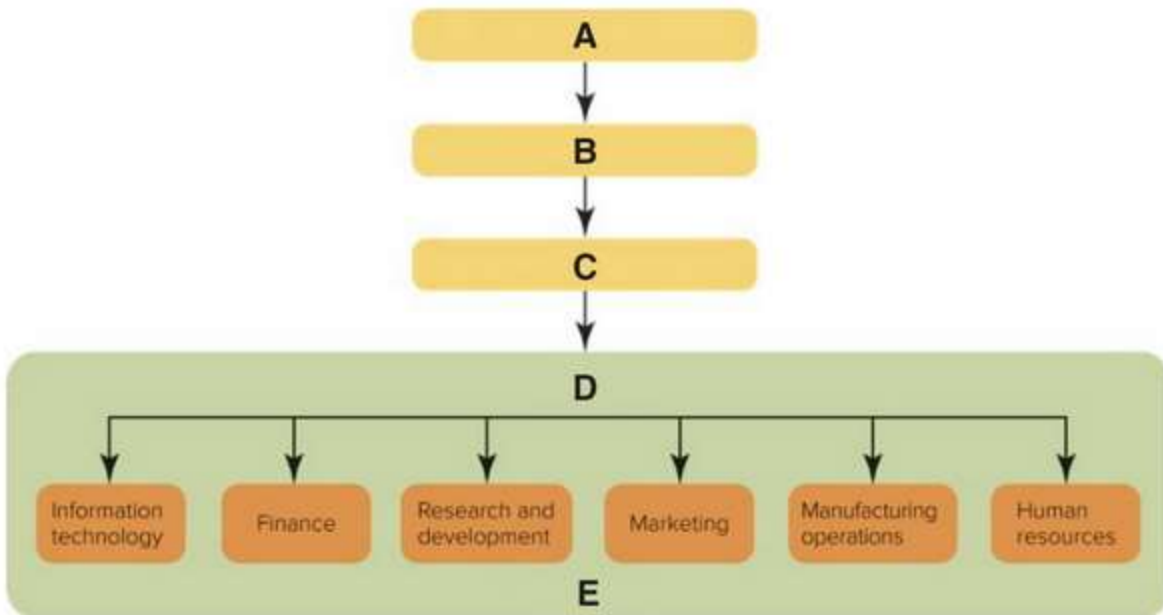 A
B
C
D
Information
technology
Finance
Research and
development
Marketing
Manufacturing
operations
Human
resources
E